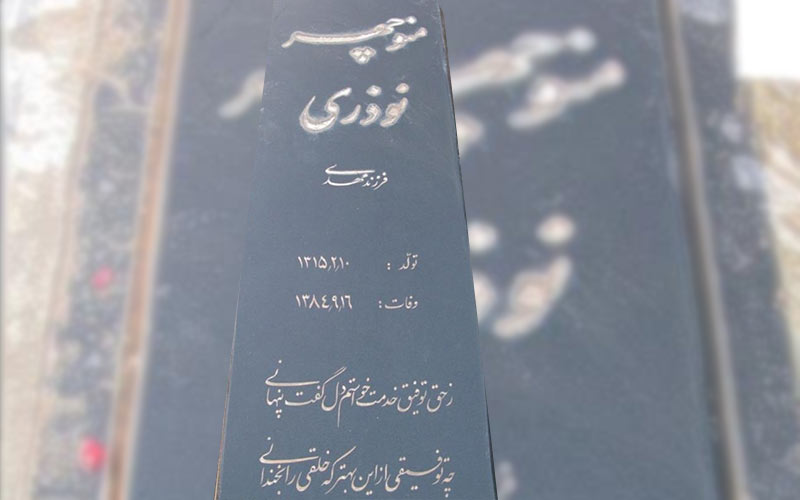 منوچهر
نوذری
فرزند مهدی
تولد : ۱۳۱۵٫۲٫۱۰
وفات : ۱۳۸۴٫۹٫۱۶
ز حق توفیق خدمت خواستم دل گفت پنهانی
چه توفیقی از این بهتر که خلقی را بخندانی